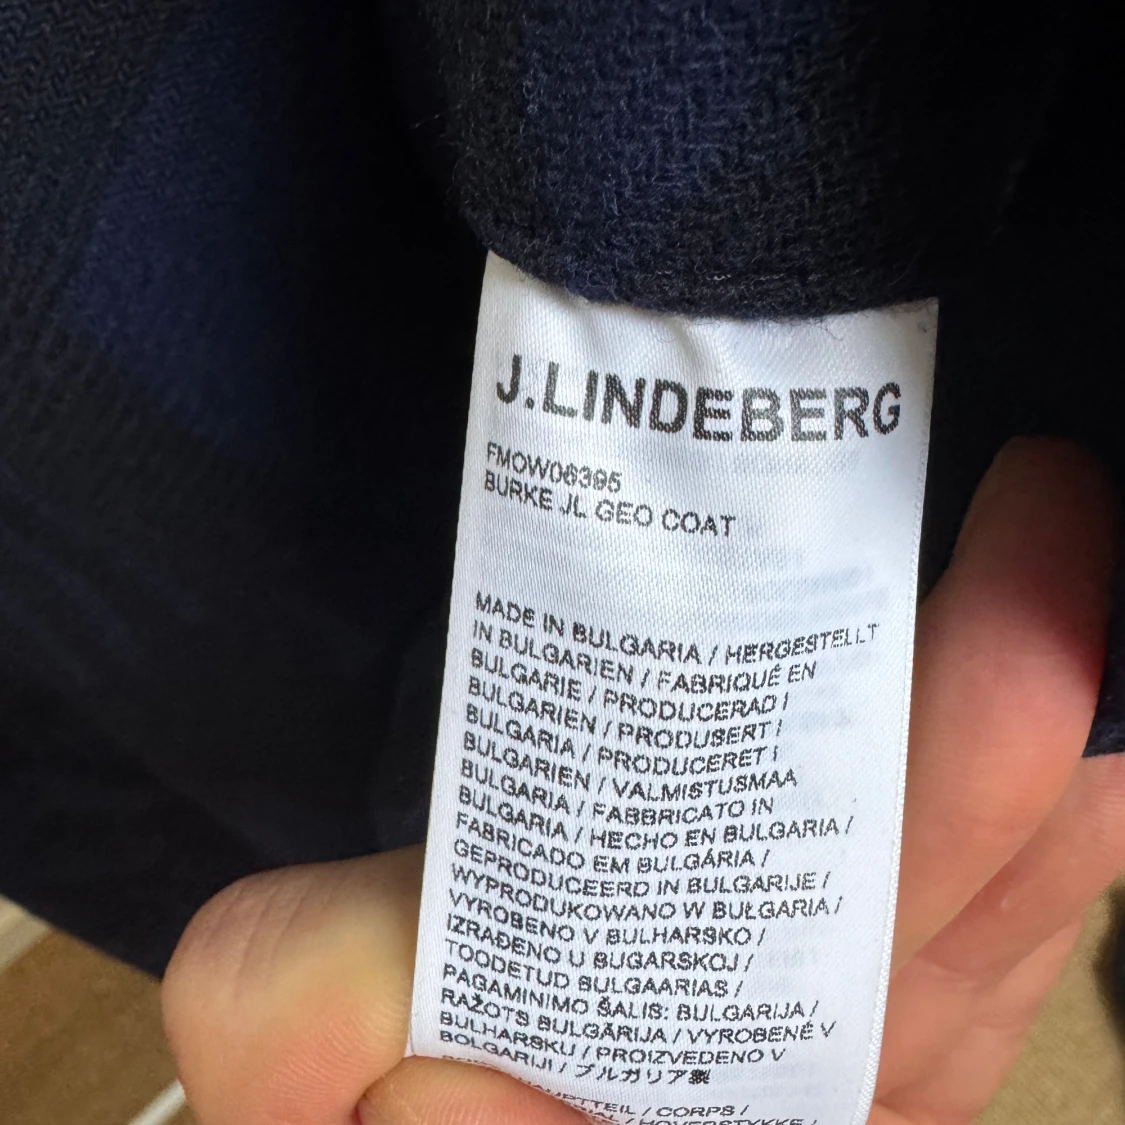 J.LINDEBERG
FMOW06395
BURKE JL GEO COAT
MADE IN BULGARIA / HERGESTELLT
IN BULGARIEN / FABRIQUÉ EN
BULGARIE / PRODUCERAD I
BULGARIEN / PRODUSERT I
BULGARIA / PRODUCERET I
BULGARIEN / VALMISTUSMAA
BULGARIA / FABBRICATO IN
BULGARIA / HECHO EN BULGARIA /
FABRICADO EM BULGÁRIA /
GEPRODUCEERD IN BULGARIJE /
WYPRODUKOWANO W BUŁGARIA /
VYROBENO V BULHARSKO /
IZRAĐENO U BUGARSKOJ /
TOODETUD BULGAARIAS /
PAGAMINIMO ŠALIS: BULGARIJA /
RAŽOTS BULGĀRIJA / VYROBENÉ V
BULHARSKU / PROIZVEDENO V
BOLGARIJI / ブルガリア製
HAUPTTEIL / CORPS /
/ HOVERSTYKKE /